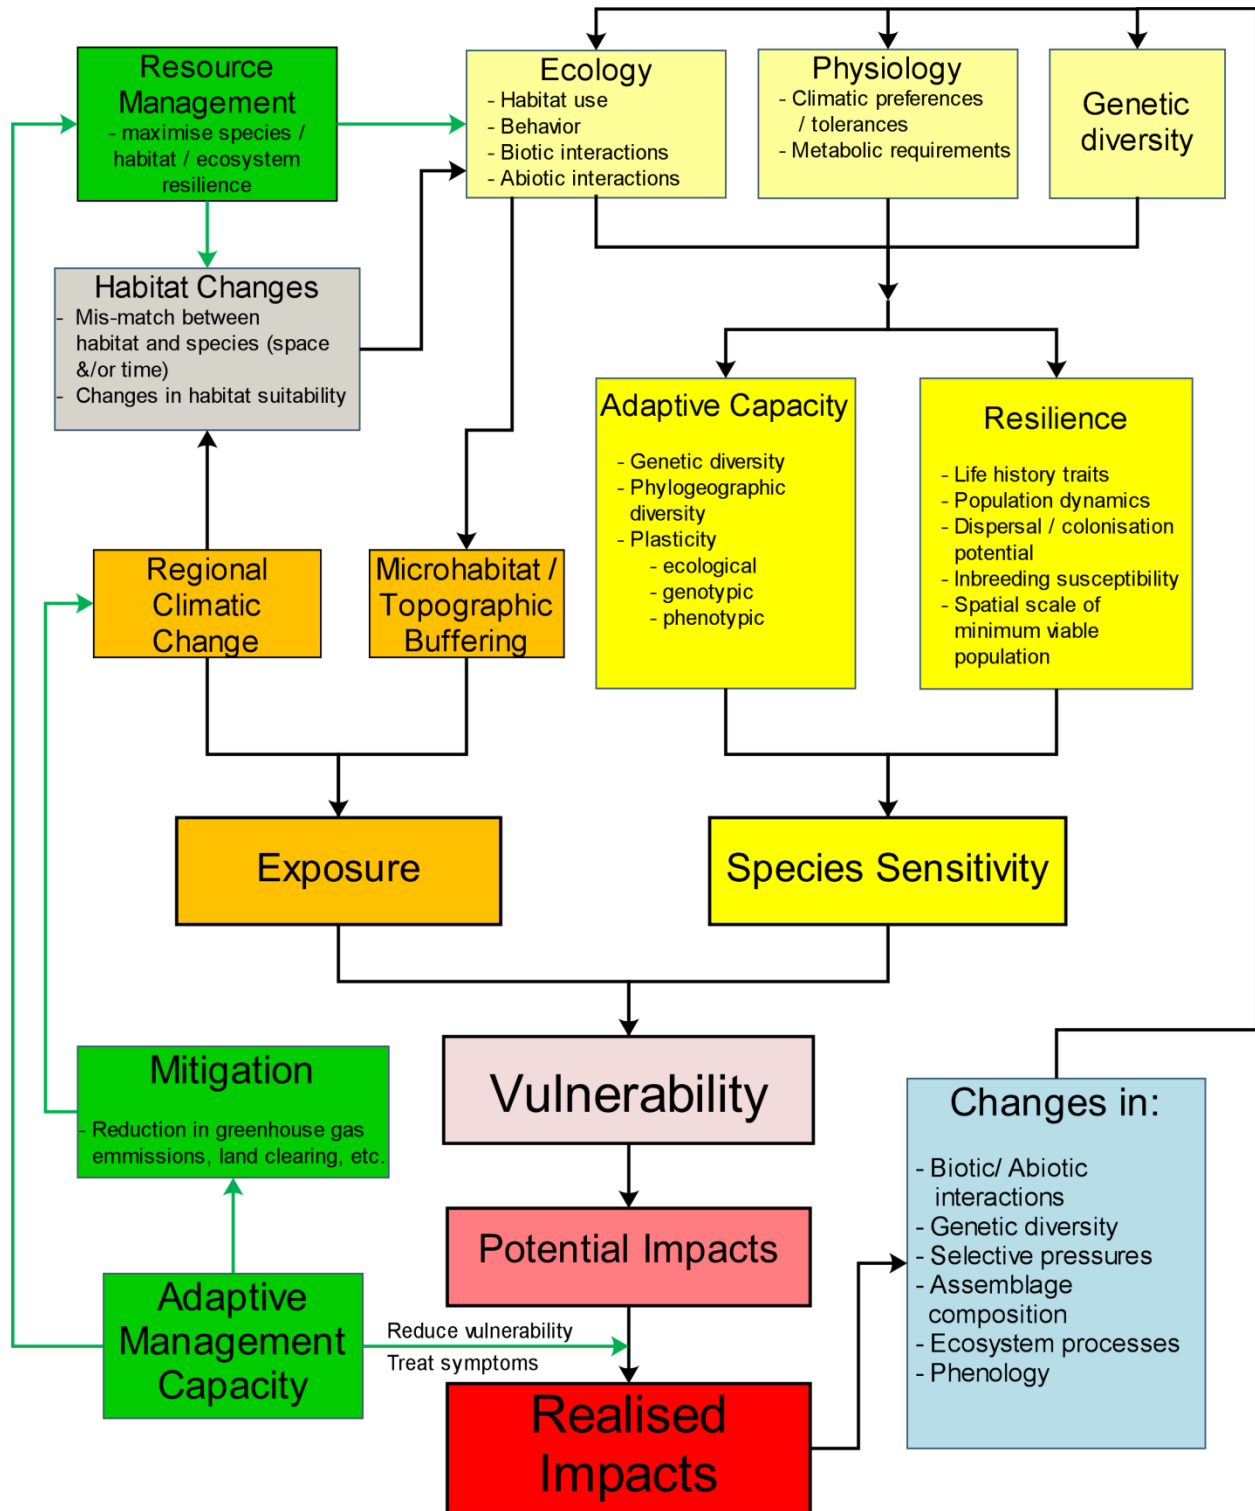 Resource
Management
- maximise species /
habitat / ecosystem
resilience
Ecology
- Habitat use
- Behavior
- Biotic interactions
- Abiotic interactions
Physiology
- Climatic preferences
/ tolerances
- Metabolic requirements
Genetic
diversity
Habitat Changes
- Mis-match between
habitat and species (space
&/or time)
- Changes in habitat suitability
Adaptive Capacity
- Genetic diversity
- Phylogeographic
diversity
- Plasticity
- ecological
- genotypic
- phenotypic
Resilience
- Life history traits
- Population dynamics
- Dispersal / colonisation
potential
- Inbreeding susceptibility
- Spatial scale of
minimum viable
population
Regional
Climatic
Change
Microhabitat /
Topographic
Buffering
Exposure
Species Sensitivity
Vulnerability
Mitigation
- Reduction in greenhouse gas
emmissions, land clearing, etc.
Potential Impacts
Changes in:
- Biotic/ Abiotic
interactions
- Genetic diversity
- Selective pressures
- Assemblage
composition
- Ecosystem processes
- Phenology
Adaptive
Management
Capacity
Reduce vulnerability
Treat symptoms
Realised
Impacts